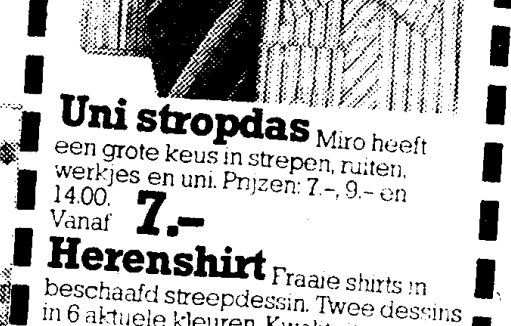 Uni stropdas Miro heeft
een grote keus in strepen, ruiten,
werkjes en uni. Prijzen: 7.-, 9.- en
14.00.
Vanaf 7.-
Herenshirt Fraaie shirts in
beschaafd streepdessin. Twee dessins
in 6 aktuele kleuren.